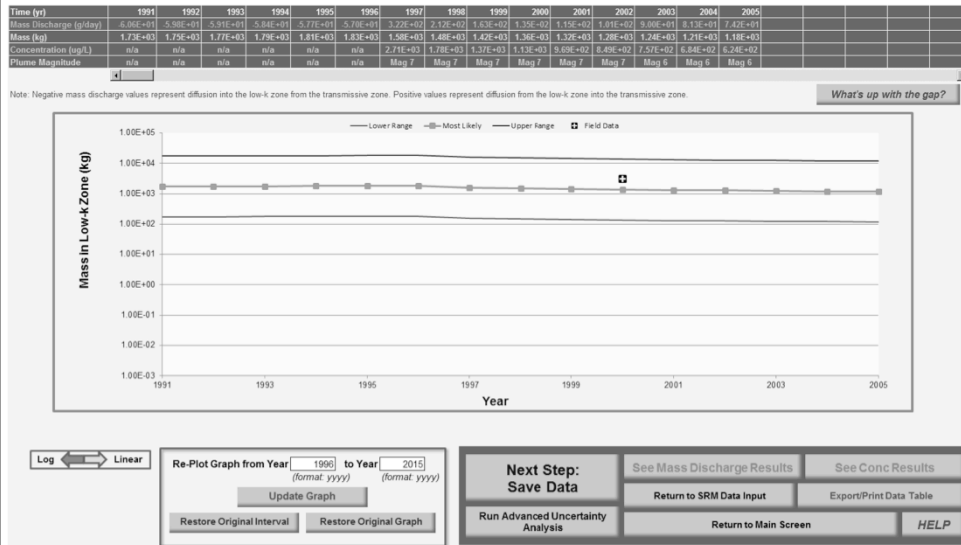 Time (yr) 1991 1992 1993 1994 1995 1996 1997 1998 1999 2000 2001 2002 2003 2004 2005
Mass Discharge (g/day) -6.06E+01 -5.98E+01 -5.91E+01 -5.84E+01 -5.77E+01 -5.70E+01 3.22E+02 2.12E+02 1.63E+02 1.35E+02 1.15E+02 1.01E+02 9.00E+01 8.13E+01 7.42E+01
Mass (kg) 1.73E+03 1.75E+03 1.77E+03 1.79E+03 1.81E+03 1.83E+03 1.58E+03 1.48E+03 1.42E+03 1.36E+03 1.32E+03 1.28E+03 1.24E+03 1.21E+03 1.18E+03
Concentration (ug/L) n/a n/a n/a n/a n/a n/a 2.71E+03 1.78E+03 1.37E+03 1.13E+03 9.69E+02 8.49E+02 7.57E+02 6.84E+02 6.24E+02
Plume Magnitude n/a n/a n/a n/a n/a n/a Mag 7 Mag 7 Mag 7 Mag 7 Mag 7 Mag 7 Mag 6 Mag 6 Mag 6
Note: Negative mass discharge values represent diffusion into the low-k zone from the transmissive zone. Positive values represent diffusion from the low-k zone into the transmissive zone.
What's up with the gap?
Lower Range Most Likely Upper Range Field Data
Mass in Low-k Zone (kg)
1.00E+05
1.00E+04
1.00E+03
1.00E+02
1.00E+01
1.00E+00
1.00E-01
1.00E-02
1.00E-03
1991 1993 1995 1997 1999 2001 2003 2005
Year
Log Linear
Re-Plot Graph from Year 1996 to Year 2015
(format: yyyy) (format: yyyy)
Update Graph
Restore Original Interval Restore Original Graph
Next Step:
Save Data
Run Advanced Uncertainty
Analysis
See Mass Discharge Results See Conc Results
Return to SRM Data Input Export/Print Data Table
Return to Main Screen HELP